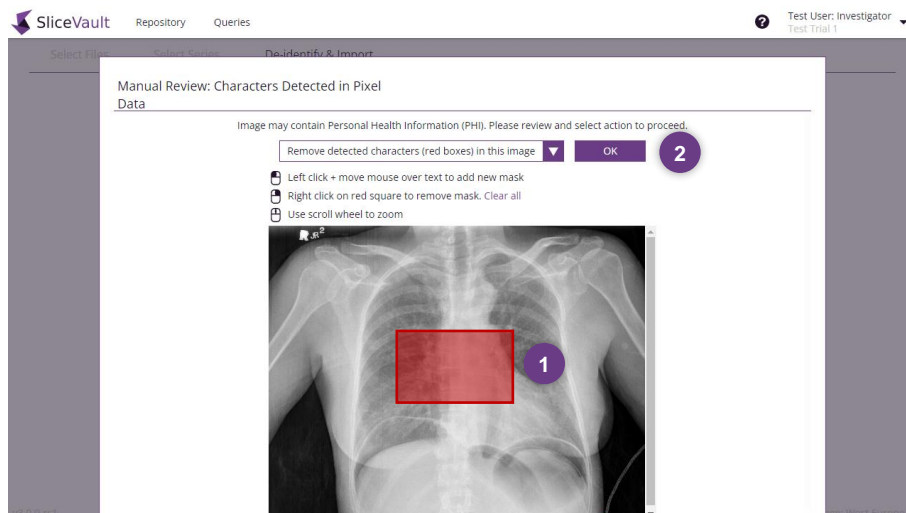 SliceVault Repository Queries
? Test User: Investigator
Test Trial 1
Select Files Select Series De-identify & Import
Manual Review: Characters Detected in Pixel
Data
Image may contain Personal Health Information (PHI). Please review and select action to proceed.
Remove detected characters (red boxes) in this image OK 2
Left click + move mouse over text to add new mask
Right click on red square to remove mask. Clear all
Use scroll wheel to zoom
R JR2
1